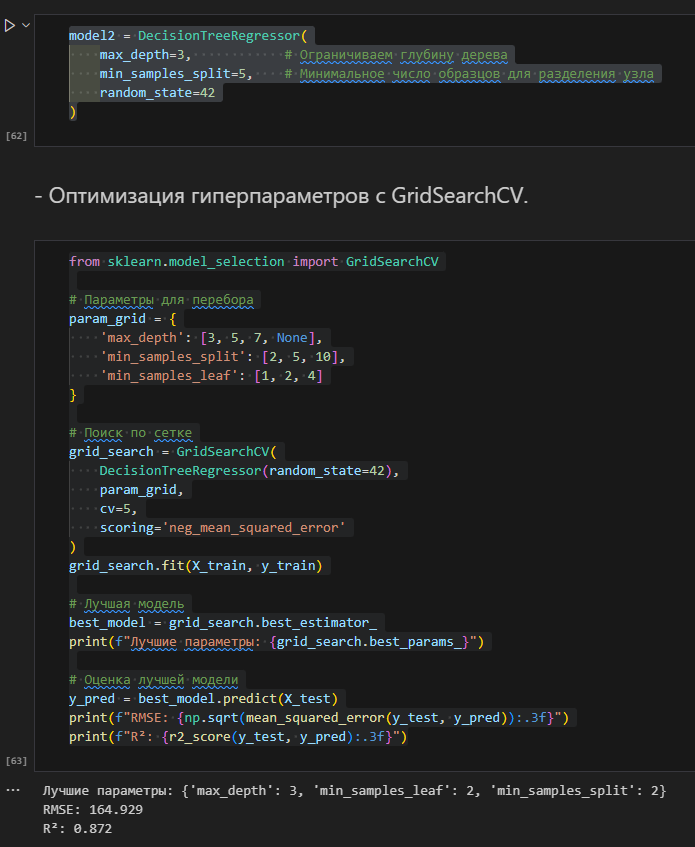 model2 = DecisionTreeRegressor(
    max_depth=3,            # Ограничиваем глубину дерева
    min_samples_split=5,    # Минимальное число образцов для разделения узла
    random_state=42
)
[62]
- Оптимизация гиперпараметров с GridSearchCV.
from sklearn.model_selection import GridSearchCV
# Параметры для перебора
param_grid = {
    'max_depth': [3, 5, 7, None],
    'min_samples_split': [2, 5, 10],
    'min_samples_leaf': [1, 2, 4]
}
# Поиск по сетке
grid_search = GridSearchCV(
    DecisionTreeRegressor(random_state=42),
    param_grid,
    cv=5,
    scoring='neg_mean_squared_error'
)
grid_search.fit(X_train, y_train)
# Лучшая модель
best_model = grid_search.best_estimator_
print(f"Лучшие параметры: {grid_search.best_params_}")
# Оценка лучшей модели
y_pred = best_model.predict(X_test)
print(f"RMSE: {np.sqrt(mean_squared_error(y_test, y_pred)):.3f}")
print(f"R²: {r2_score(y_test, y_pred):.3f}")
[63]
Лучшие параметры: {'max_depth': 3, 'min_samples_leaf': 2, 'min_samples_split': 2}
RMSE: 164.929
R²: 0.872